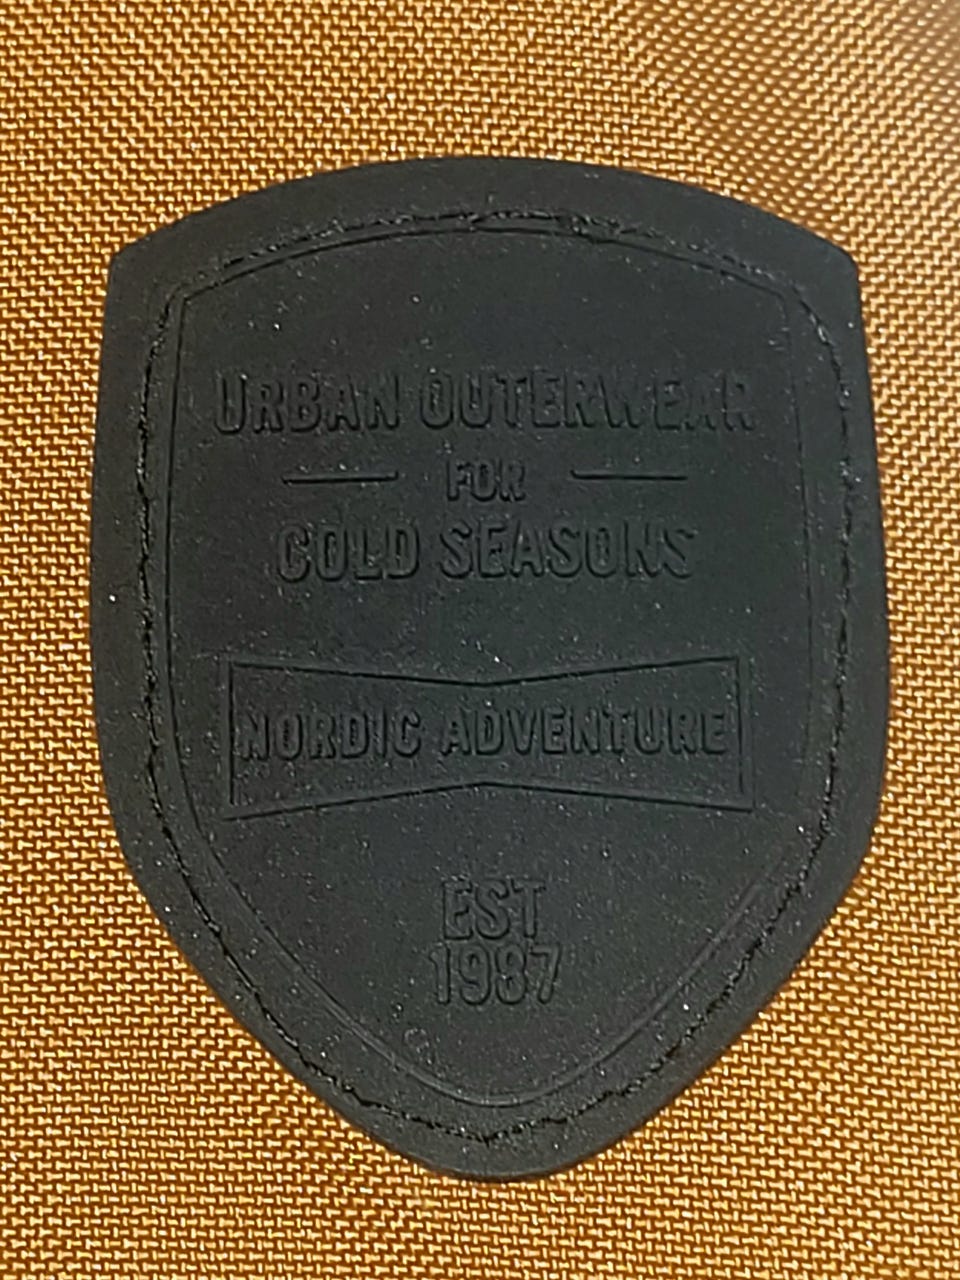 URBAN OUTERWEAR
FOR
COLD SEASONS
NORDIC ADVENTURE
EST
1987